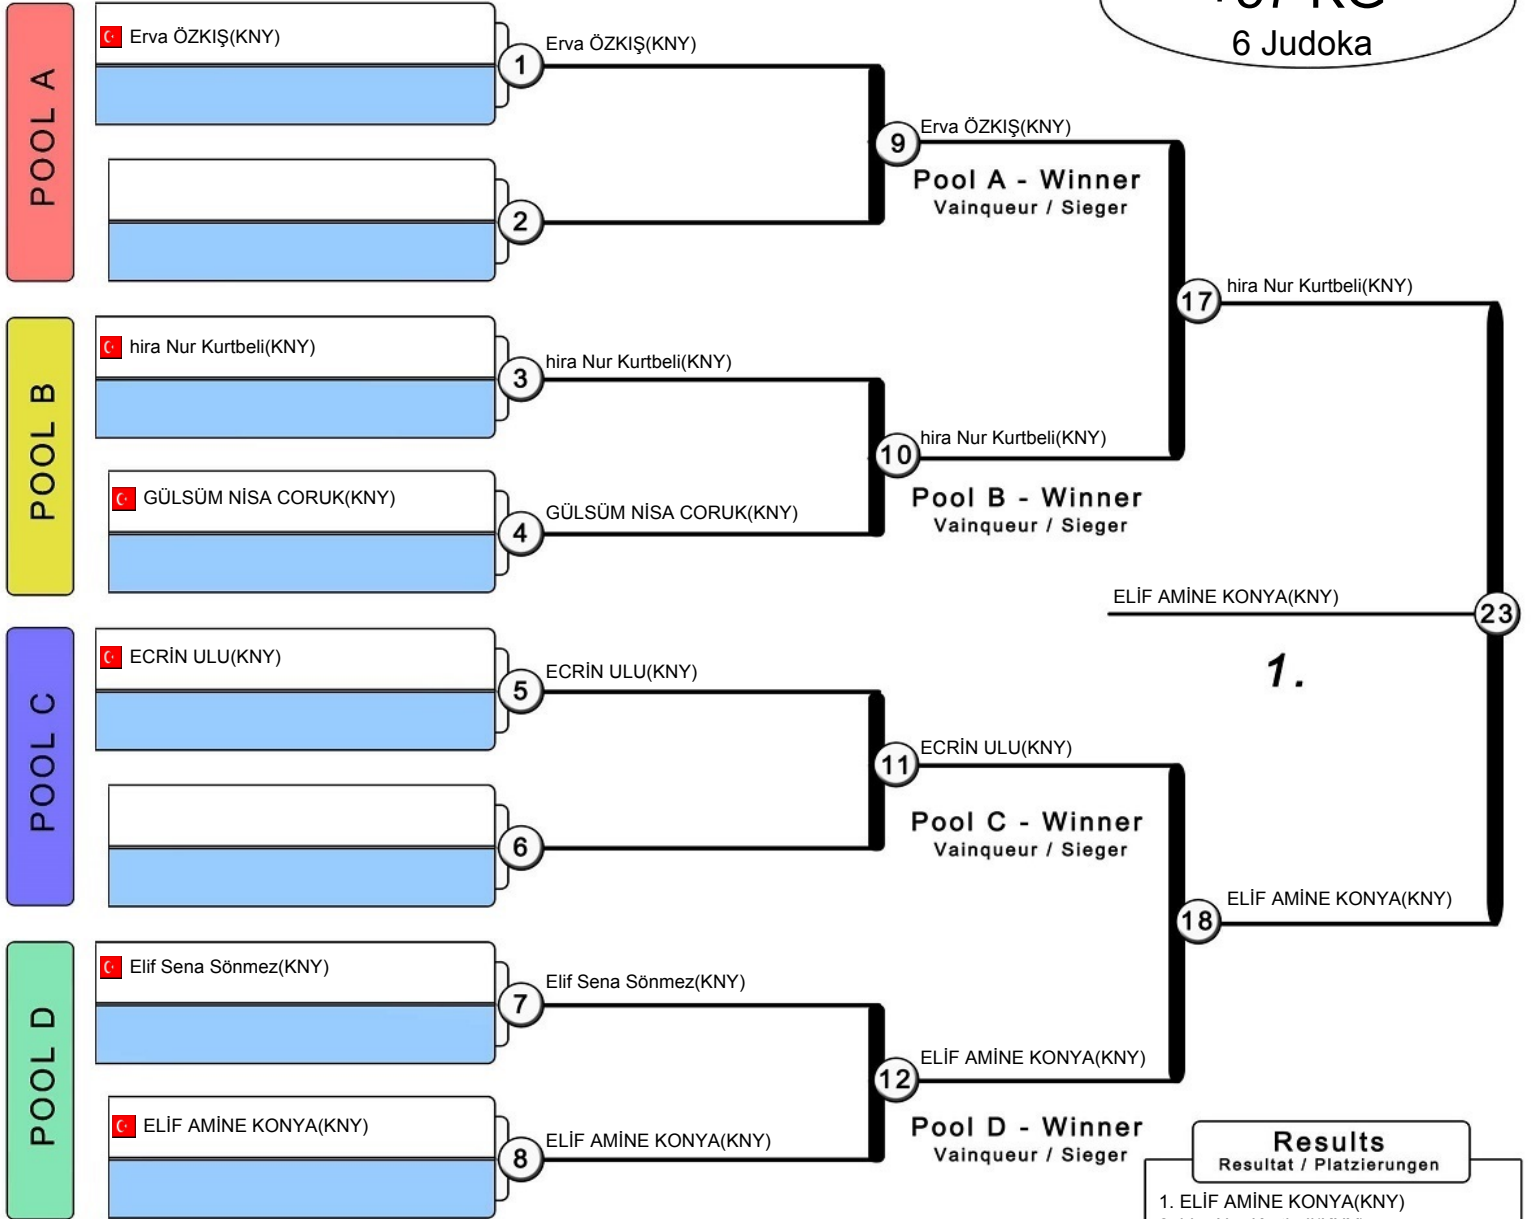 6 Judoka
POOL A
Erva ÖZKIŞ(KNY)
1
Erva ÖZKIŞ(KNY)
2
9
Erva ÖZKIŞ(KNY)
Pool A - Winner
Vainqueur / Sieger
17
hira Nur Kurtbeli(KNY)
POOL B
hira Nur Kurtbeli(KNY)
3
hira Nur Kurtbeli(KNY)
GÜLSÜM NİSA CORUK(KNY)
4
GÜLSÜM NİSA CORUK(KNY)
10
hira Nur Kurtbeli(KNY)
Pool B - Winner
Vainqueur / Sieger
ELİF AMİNE KONYA(KNY)
23
1.
POOL C
ECRİN ULU(KNY)
5
ECRİN ULU(KNY)
6
11
ECRİN ULU(KNY)
Pool C - Winner
Vainqueur / Sieger
18
ELİF AMİNE KONYA(KNY)
POOL D
Elif Sena Sönmez(KNY)
7
Elif Sena Sönmez(KNY)
ELİF AMİNE KONYA(KNY)
8
ELİF AMİNE KONYA(KNY)
12
ELİF AMİNE KONYA(KNY)
Pool D - Winner
Vainqueur / Sieger
Results
Resultat / Platzierungen
1. ELİF AMİNE KONYA(KNY)